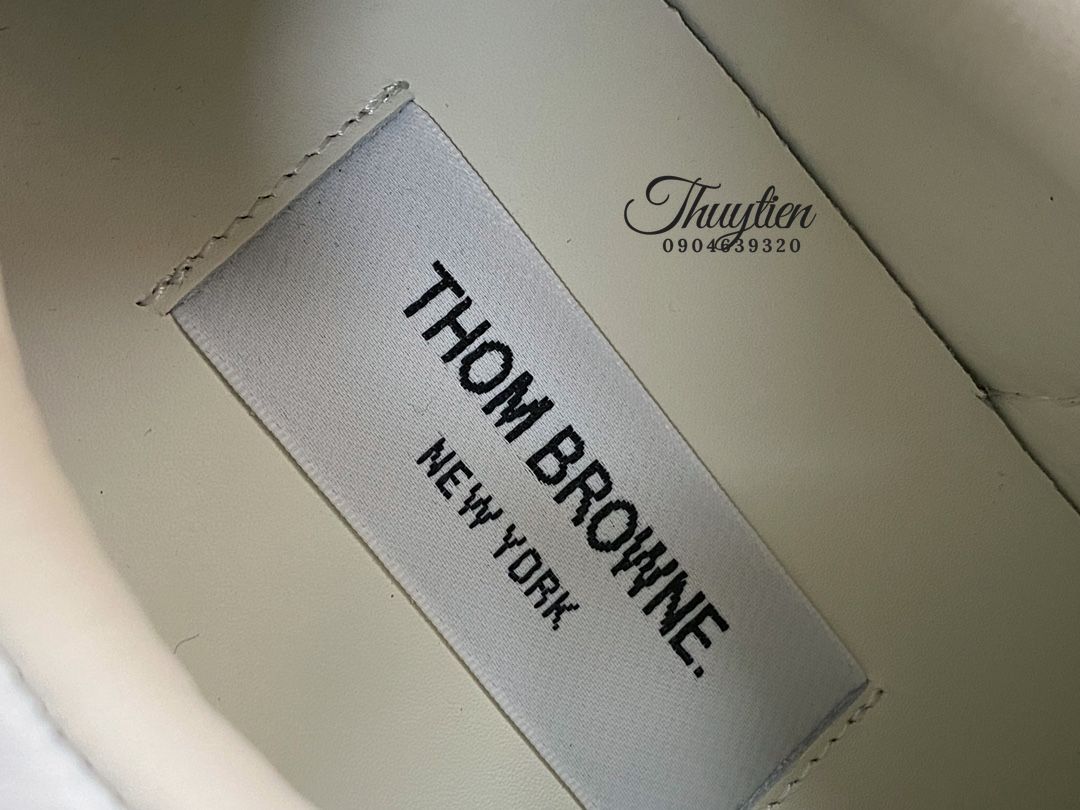 Thuytien
0904639320
THOM BROWNE.
NEW YORK